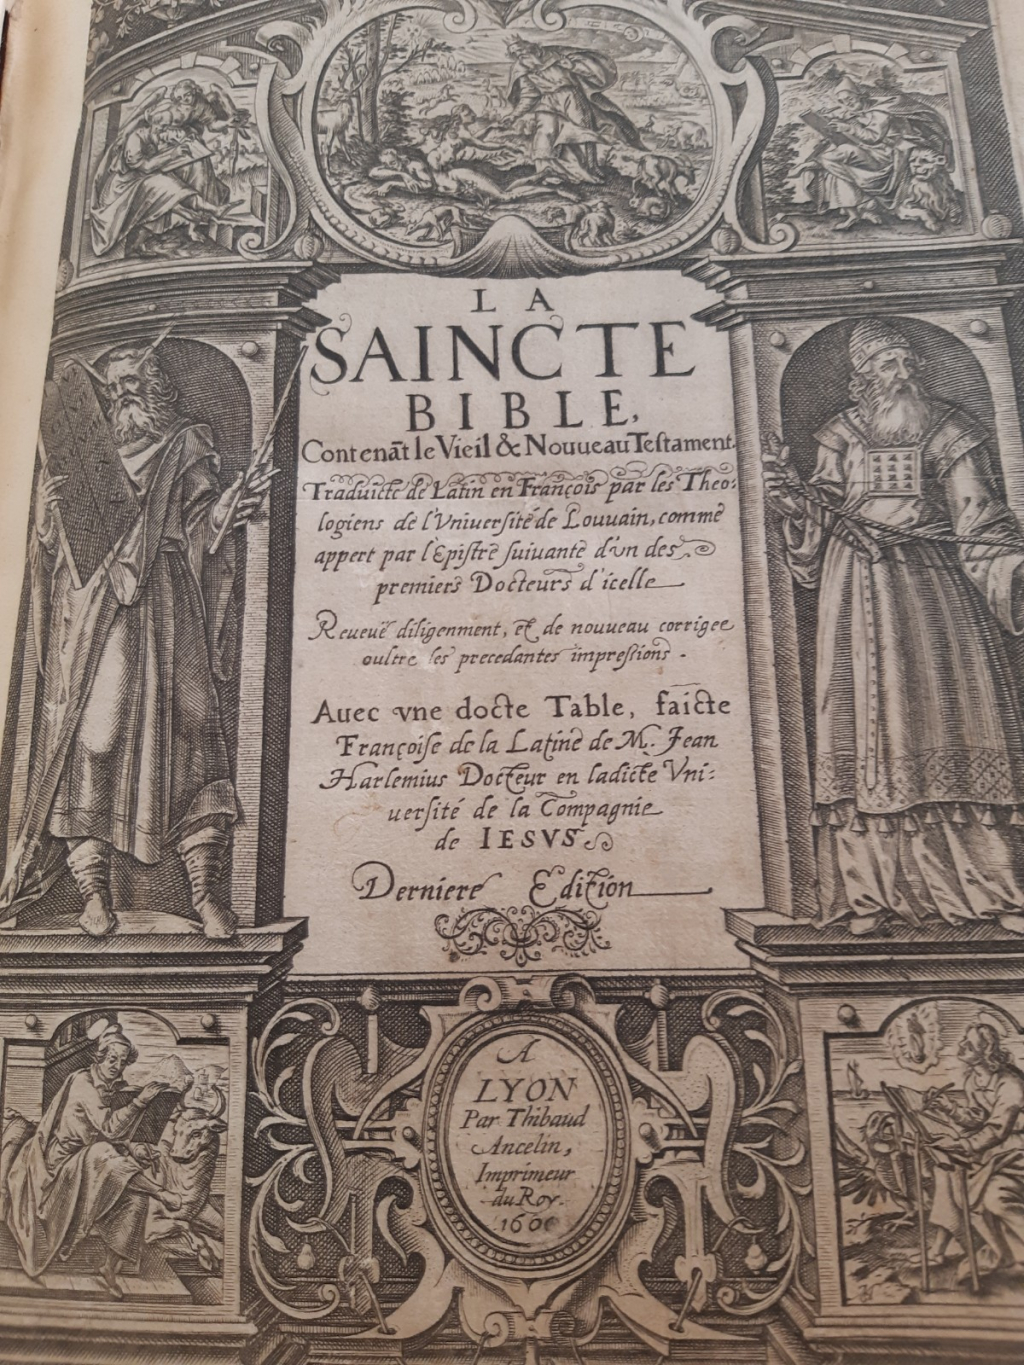 LA
SAINCTE
BIBLE,
Contenāt le Vieil & Nouueau Testament.
Traduicte de Latin en François par les Theo:
logiens de l'Vniuersité de Louuain, comme
appert par l'Epistre suiuante d'vn des
premiers Docteurs d'icelle
Reueuë diligenment, et de nouueau corrigee
oultre les precedantes impressions.
Auec vne docte Table, faicte
Françoise de la Latine de M. Jean
Harlemius Docteur en ladicte Vni:
uersité de la Compagnie
de IESVS
Derniere Edition
A
LYON
Par Thibaud
Ancelin,
Imprimeur
du Roy.